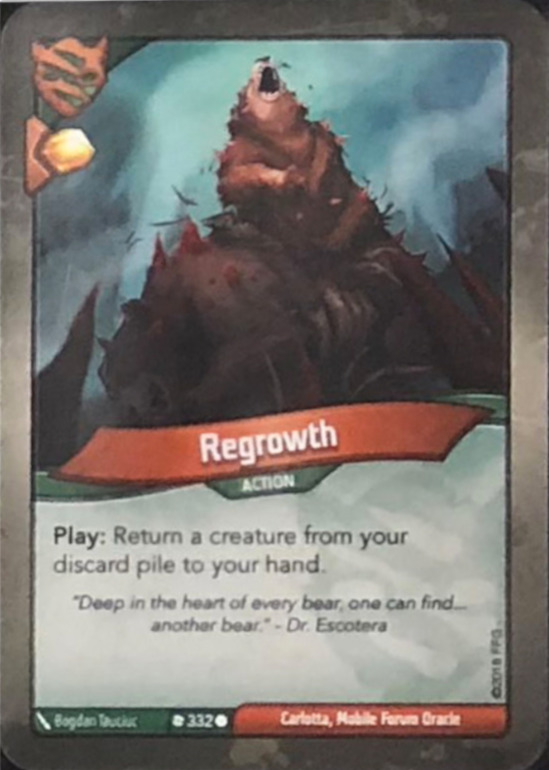 Regrowth
ACTION
Play: Return a creature from your
discard pile to your hand.
"Deep in the heart of every bear, one can find...
another bear." - Dr. Escotera
©2018 FFG
Bogdan Tauciuc
332
Carlotta, Mobile Forum Oracle